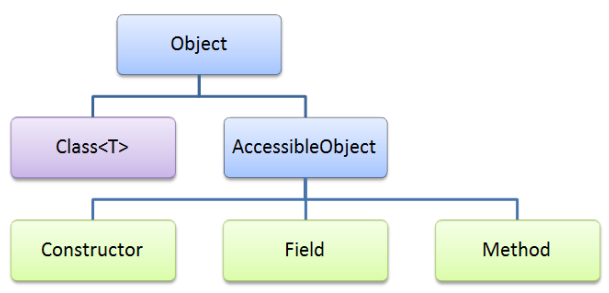 Object
Class<T>
AccessibleObject
Constructor
Field
Method